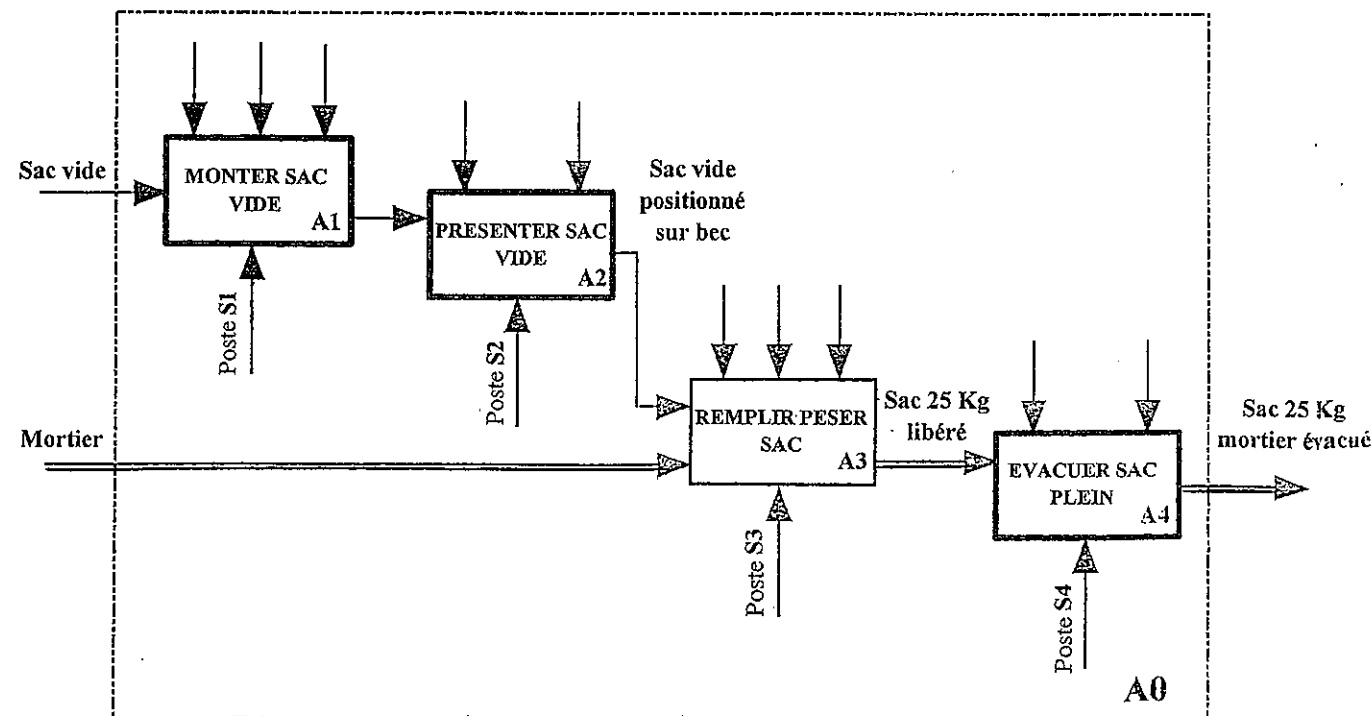 Sac vide
MONTER SAC
VIDE
A1
Poste S1
PRESENTER SAC
VIDE
A2
Poste S2
Sac vide
positionné
sur bec
Mortier
REMPLIR PESER
SAC
A3
Poste S3
Sac 25 Kg
libéré
EVACUER SAC
PLEIN
A4
Poste S4
Sac 25 Kg
mortier évacué
A0